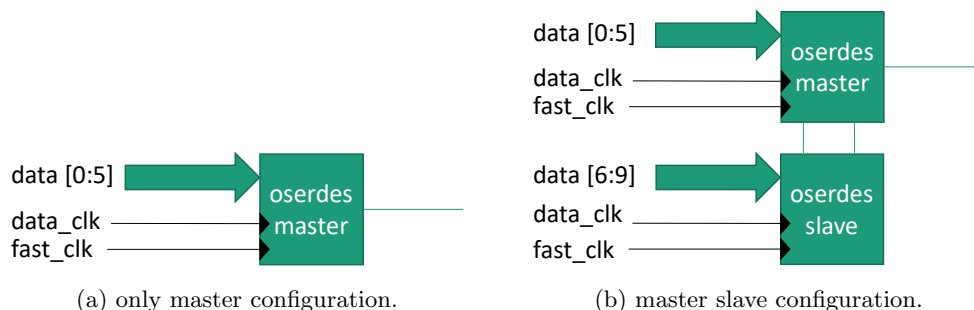 data [0:5]
data_clk
fast_clk
oserdes
master
(a) only master configuration.
data [0:5]
data_clk
fast_clk
oserdes
master
data [6:9]
data_clk
fast_clk
oserdes
slave
(b) master slave configuration.